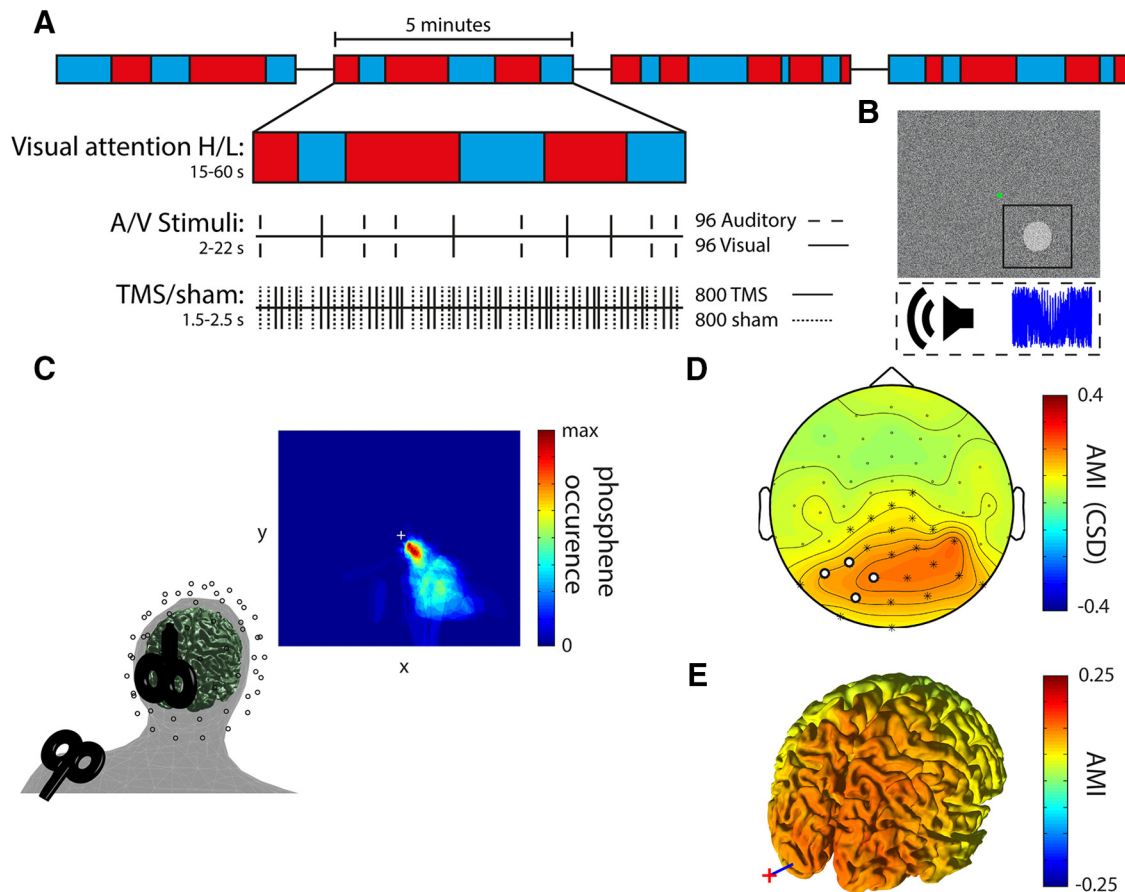 A
5 minutes
Visual attention H/L:
15-60 s
A/V Stimuli:
2-22 s
96 Auditory
96 Visual
TMS/sham:
1.5-2.5 s
800 TMS
800 sham
B
C
max
phosphene
occurence
0
y
x
D
0.4
AMI (CSD)
-0.4
E
0.25
AMI
-0.25